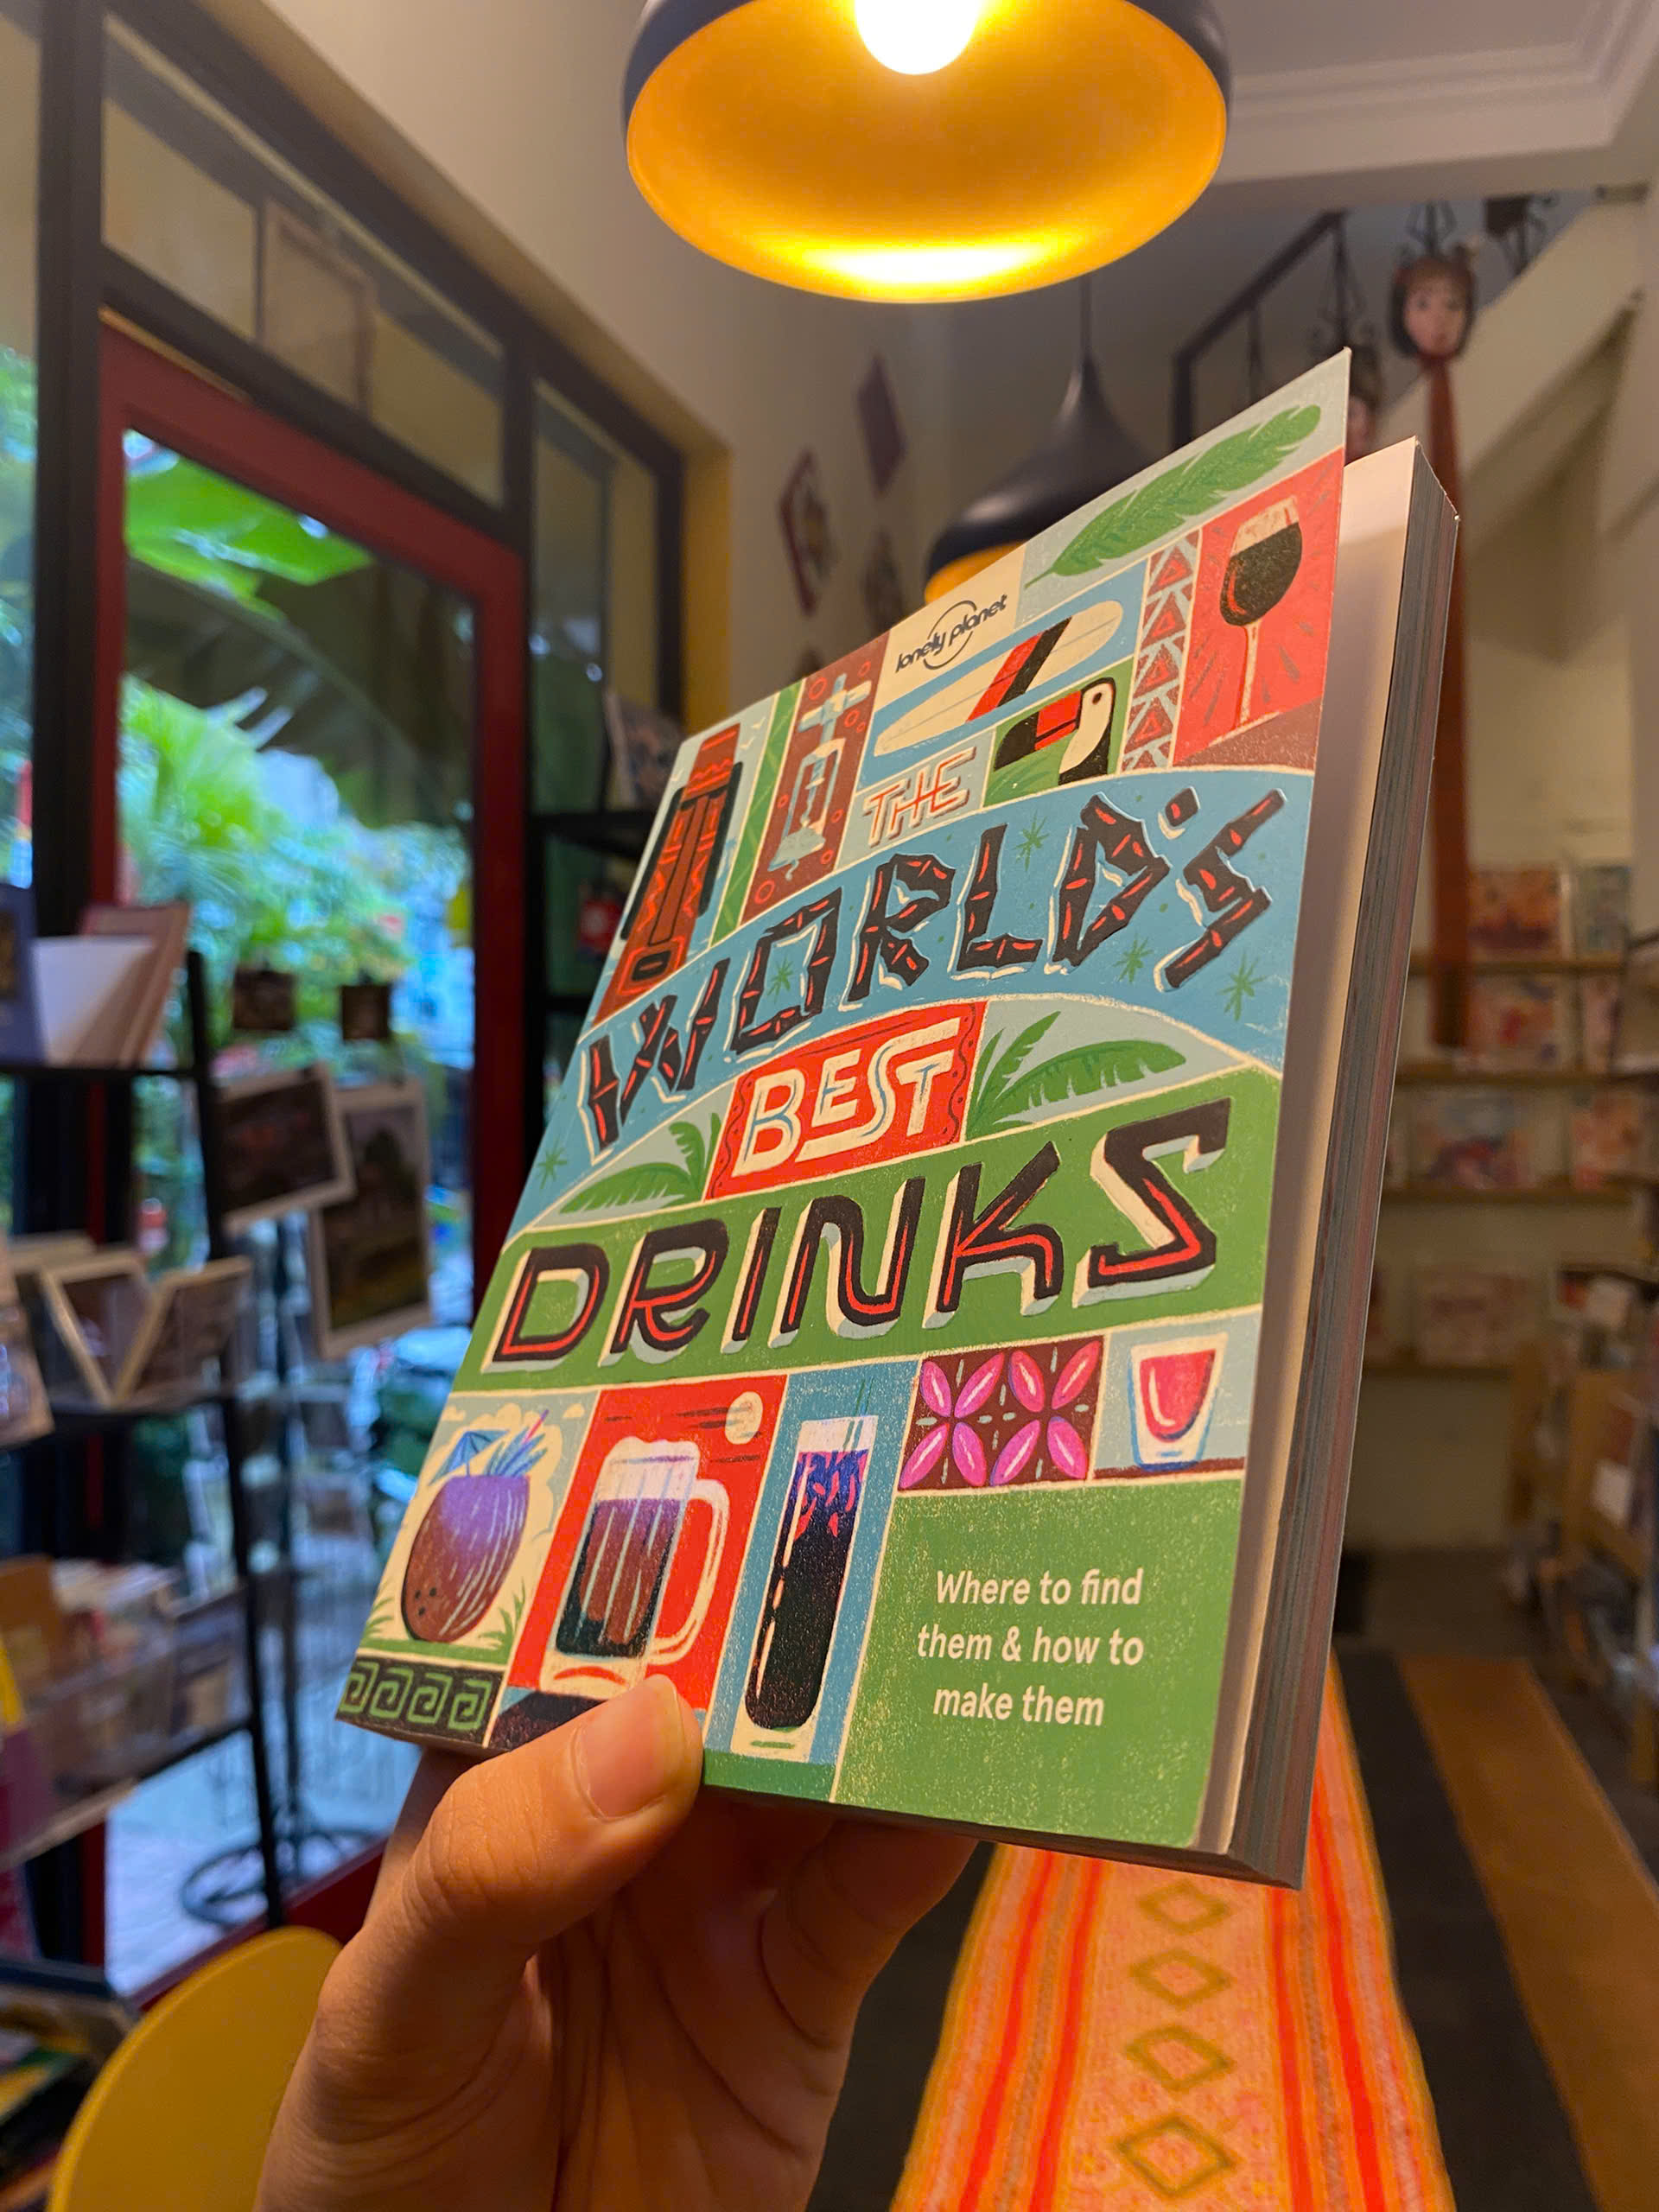 lonely planet
THE
WORLD'S
BEST
DRINKS
Where to find
them & how to
make them